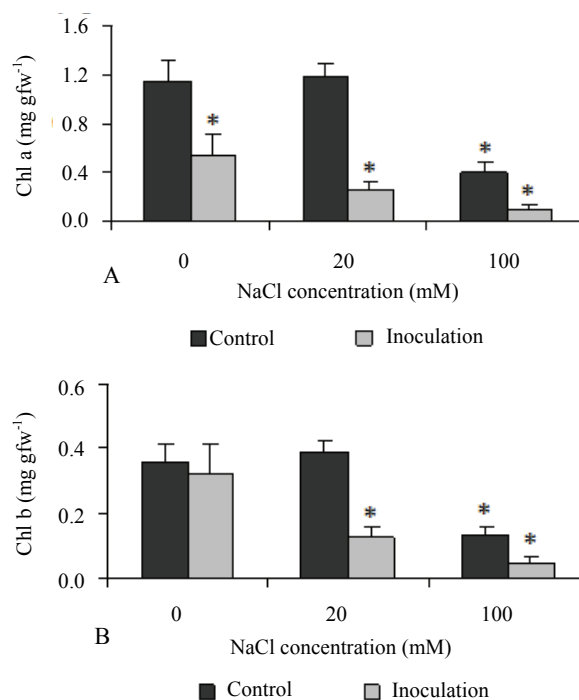 1.6
1.2
0.8
0.4
0.0
Chl a (mg gfw-1)
*
*
*
*
0 20 100
A
NaCl concentration (mM)
Control Inoculation
0.6
0.4
0.2
0.0
Chl b (mg gfw-1)
*
*
*
0 20 100
B
NaCl concentration (mM)
Control Inoculation